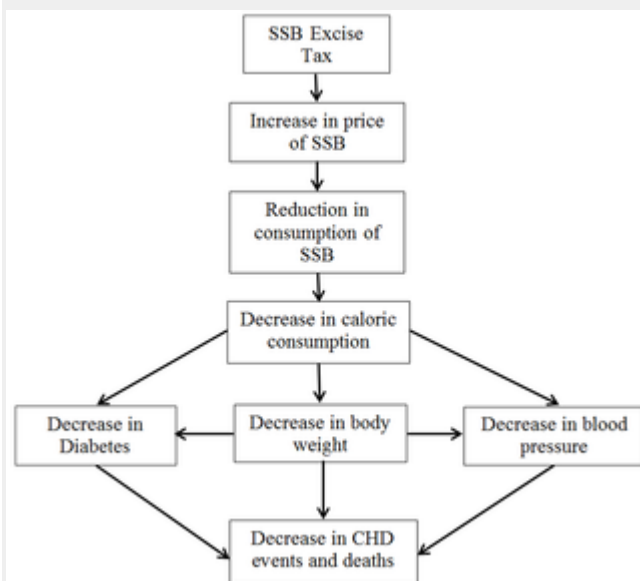 SSB Excise
Tax
Increase in price
of SSB
Reduction in
consumption of
SSB
Decrease in caloric
consumption
Decrease in
Diabetes
Decrease in body
weight
Decrease in blood
pressure
Decrease in CHD
events and deaths